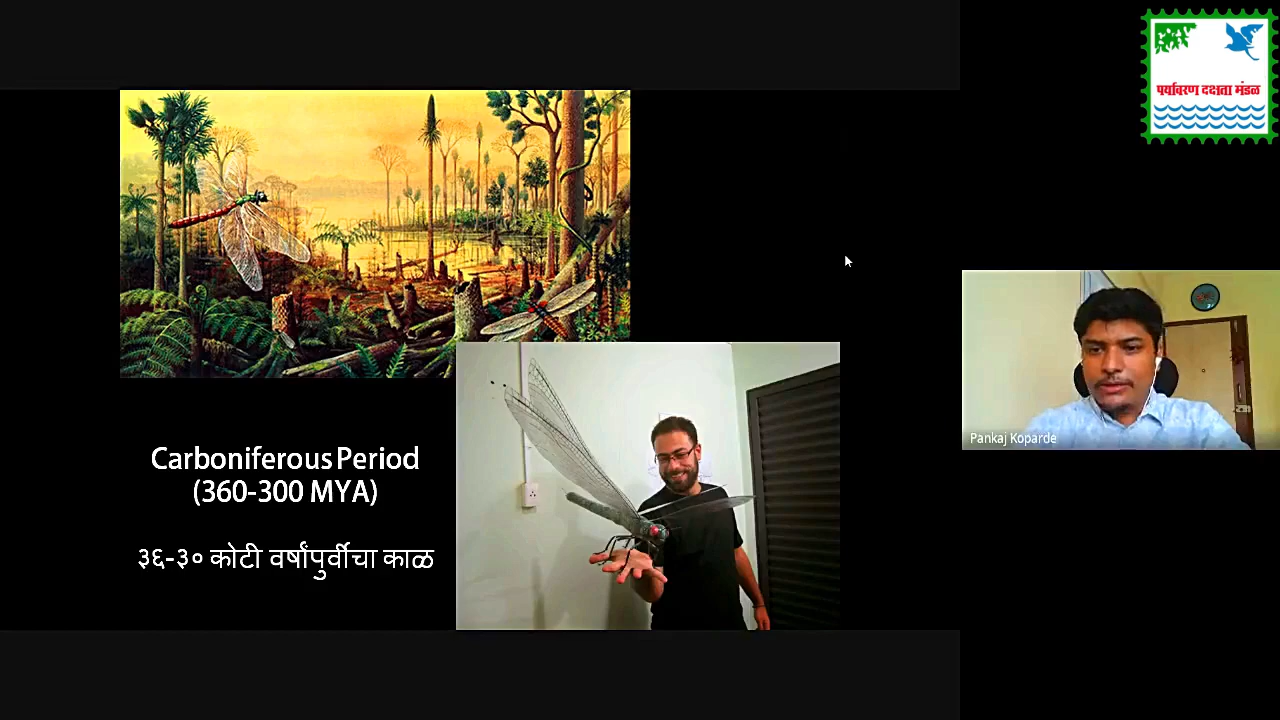 पर्यावरण दक्षता मंडळ
Carboniferous Period
(360-300 MYA)
३६-३० कोटी वर्षांपुर्वीचा काळ
Pankaj Koparde